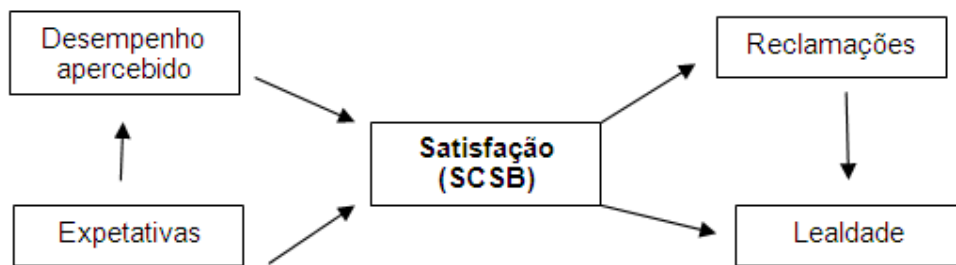 Desempenho
apercebido
Reclamações
Satisfação
(SCSB)
Expetativas
Lealdade